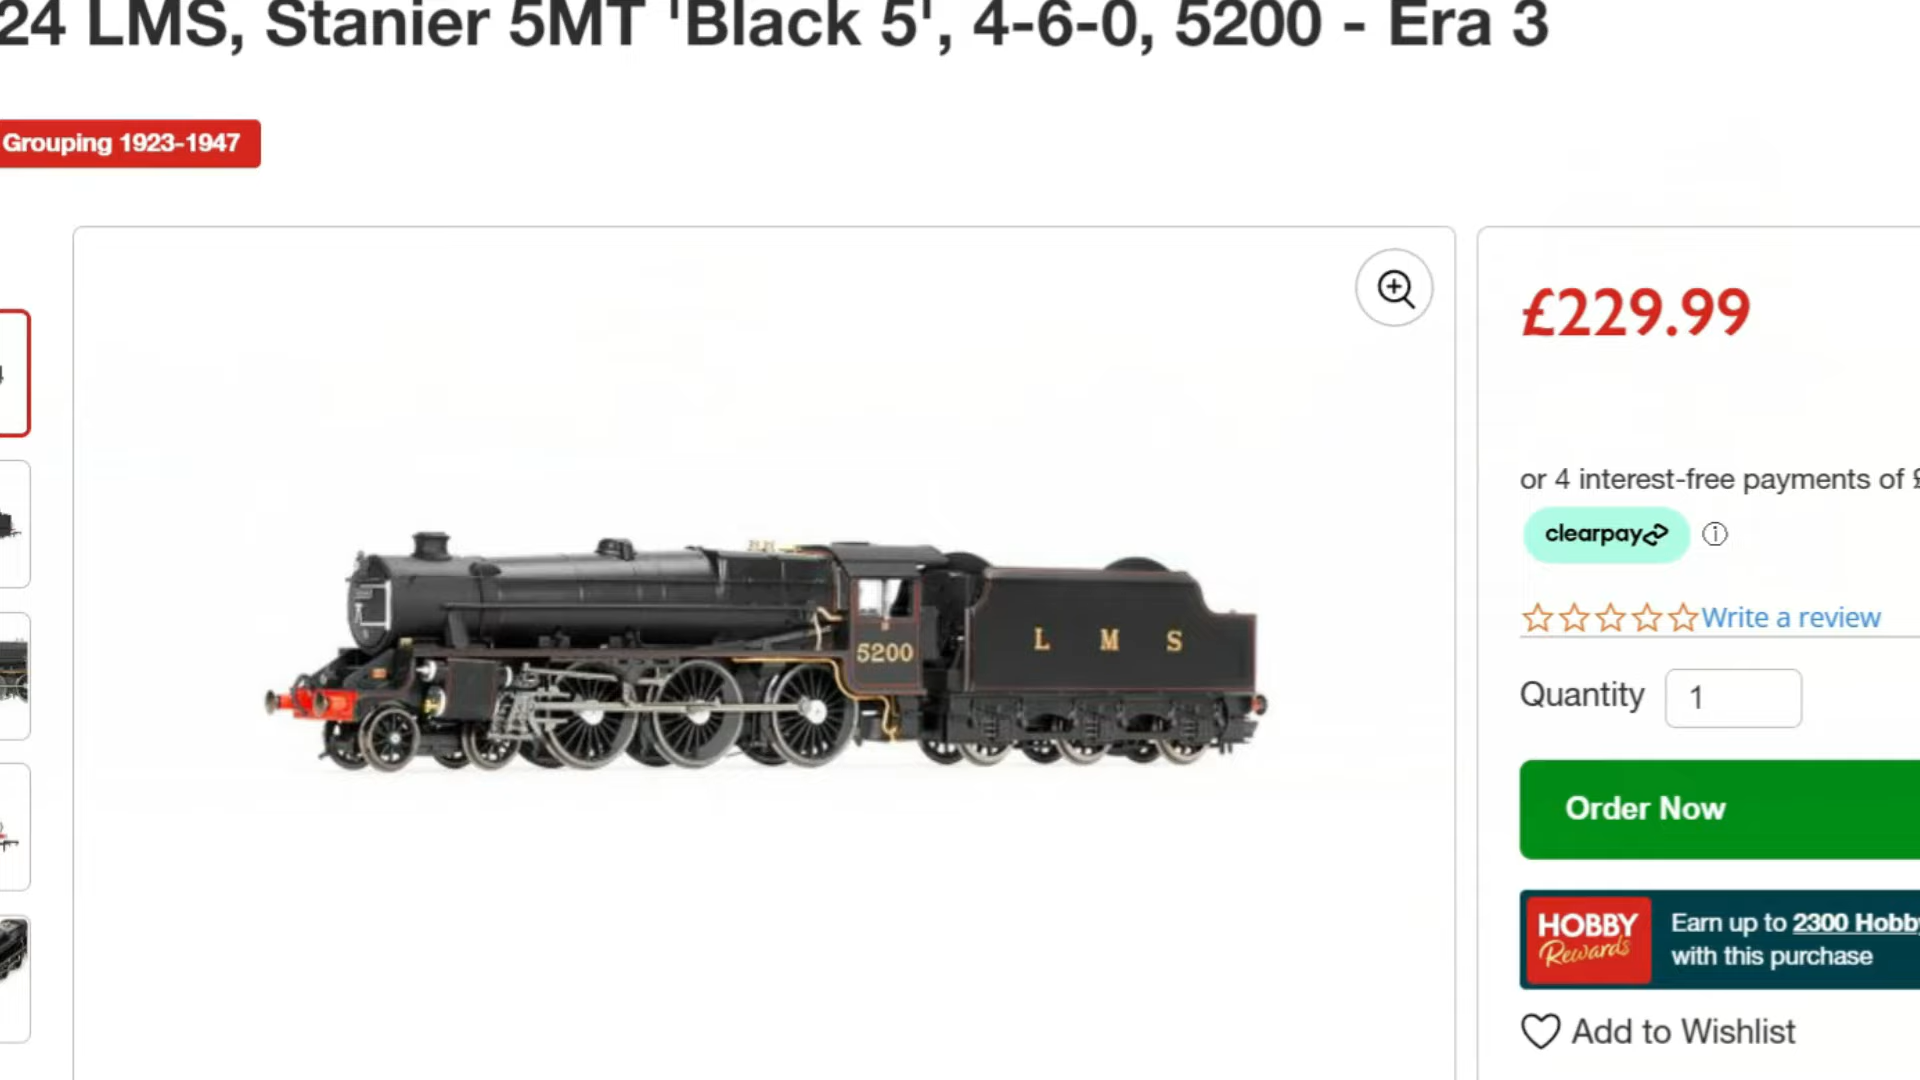 24 LMS, Stanier 5MT 'Black 5', 4-6-0, 5200 - Era 3
Grouping 1923-1947
£229.99
or 4 interest-free payments of £
clearpay
Write a review
5200
L M S
Quantity 1
Order Now
HOBBY
Rewards
Earn up to 2300 Hobby
with this purchase
Add to Wishlist